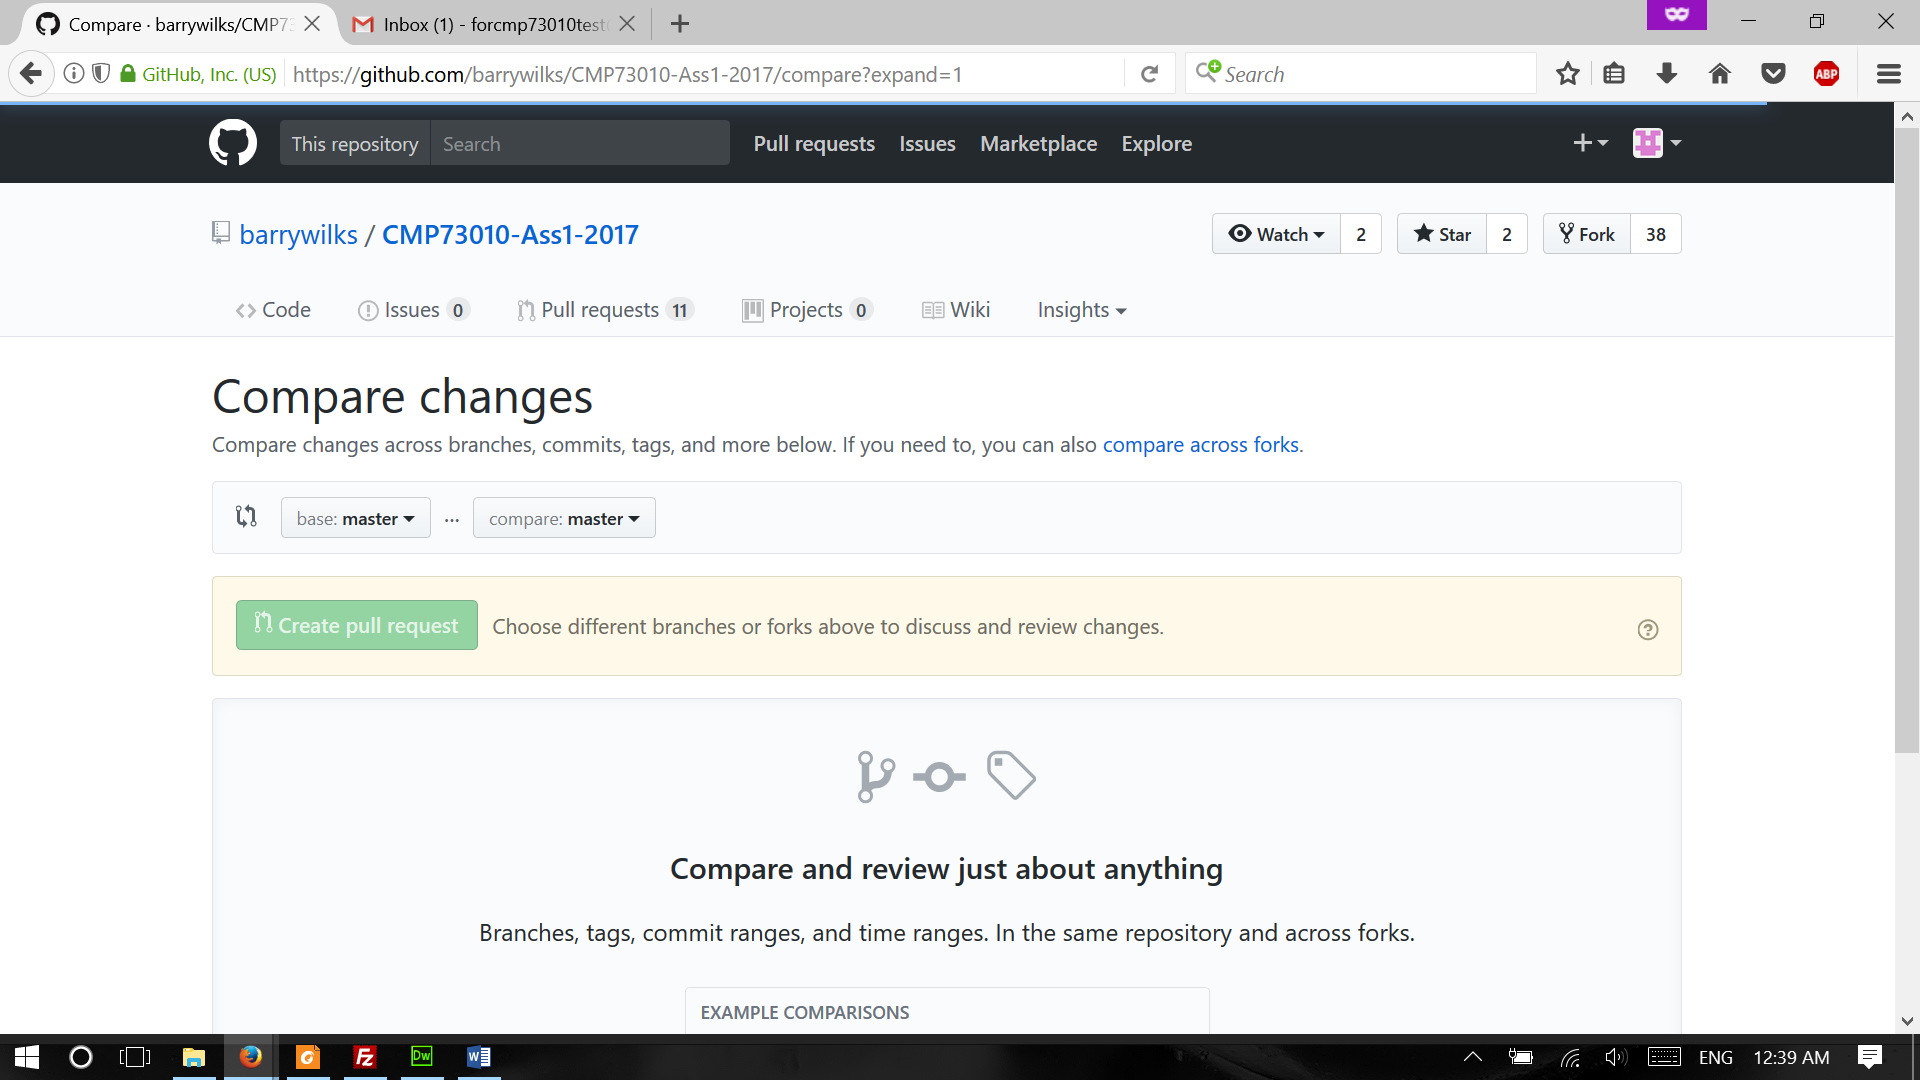 Compare · barrywilks/CMP73
Inbox (1) - forcmp73010test
GitHub, Inc. (US)
https://github.com/barrywilks/CMP73010-Ass1-2017/compare?expand=1
Search
ABP
This repository
Search
Pull requests
Issues
Marketplace
Explore
barrywilks / CMP73010-Ass1-2017
Watch 2
Star 2
Fork 38
Code
Issues 0
Pull requests 11
Projects 0
Wiki
Insights
Compare changes
Compare changes across branches, commits, tags, and more below. If you need to, you can also compare across forks.
base: master ... compare: master
Create pull request
Choose different branches or forks above to discuss and review changes.
Compare and review just about anything
Branches, tags, commit ranges, and time ranges. In the same repository and across forks.
EXAMPLE COMPARISONS
Fz
Dw
W
ENG
12:39 AM